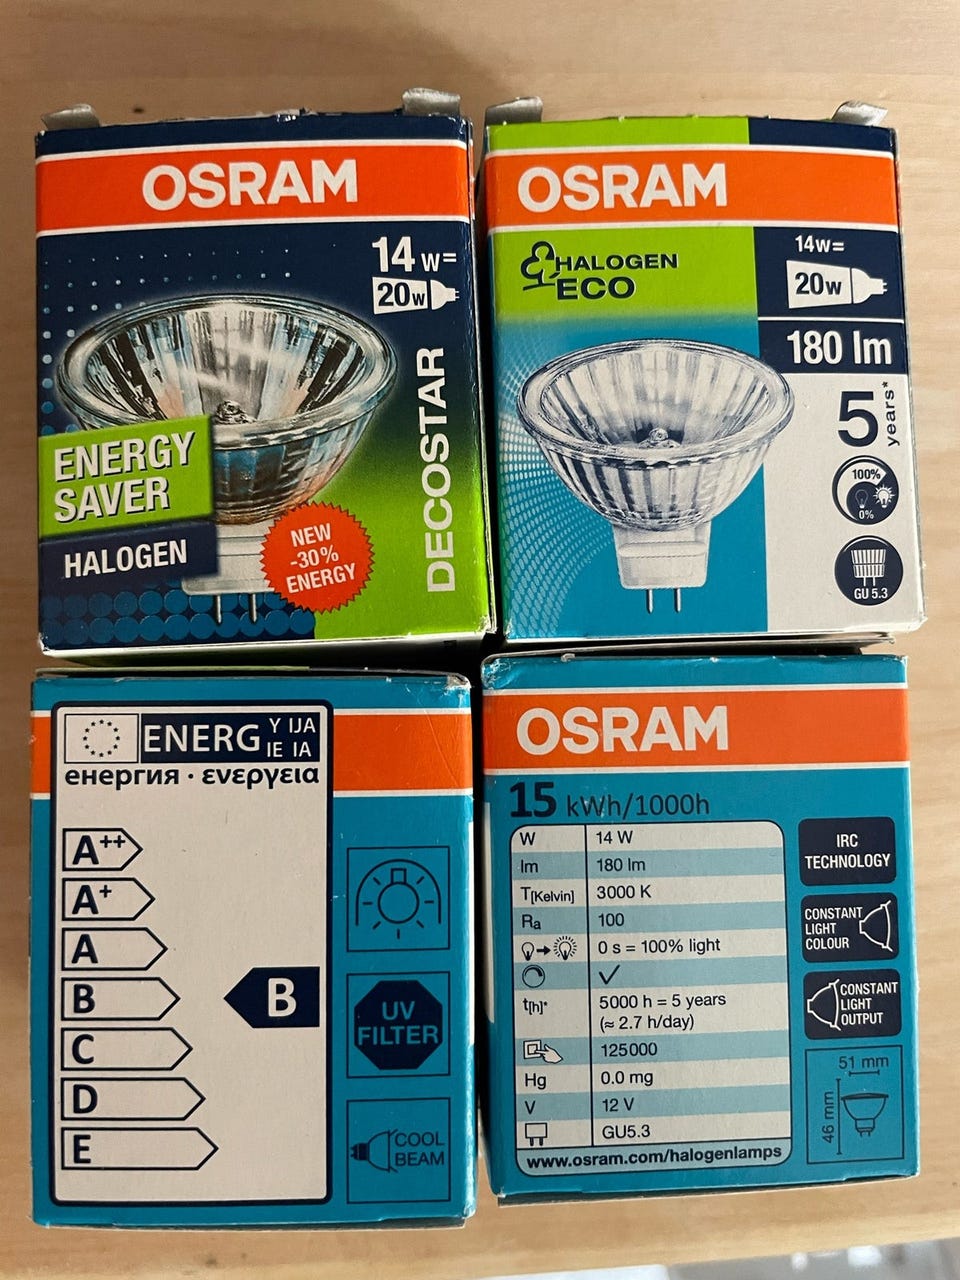 OSRAM
14 W=
20W
DECOSTAR
ENERGY
SAVER
HALOGEN
NEW
-30%
ENERGY
OSRAM
HALOGEN
ECO
14W=
20W
180 lm
5 years*
100%
0%
GU 5.3
ENERG Y IJA
IE IA
енергия · ενεργεια
A++
A+
A
B
C
D
E
B
UV
FILTER
COOL
BEAM
OSRAM
15 kWh/1000h
W 14 W
lm 180 lm
T[Kelvin] 3000 K
Ra 100
0 s = 100% light
✓
t[h]* 5000 h = 5 years
(≈ 2.7 h/day)
125000
Hg 0.0 mg
V 12 V
GU5.3
www.osram.com/halogenlamps
IRC
TECHNOLOGY
CONSTANT
LIGHT
COLOUR
CONSTANT
LIGHT
OUTPUT
51 mm
46 mm